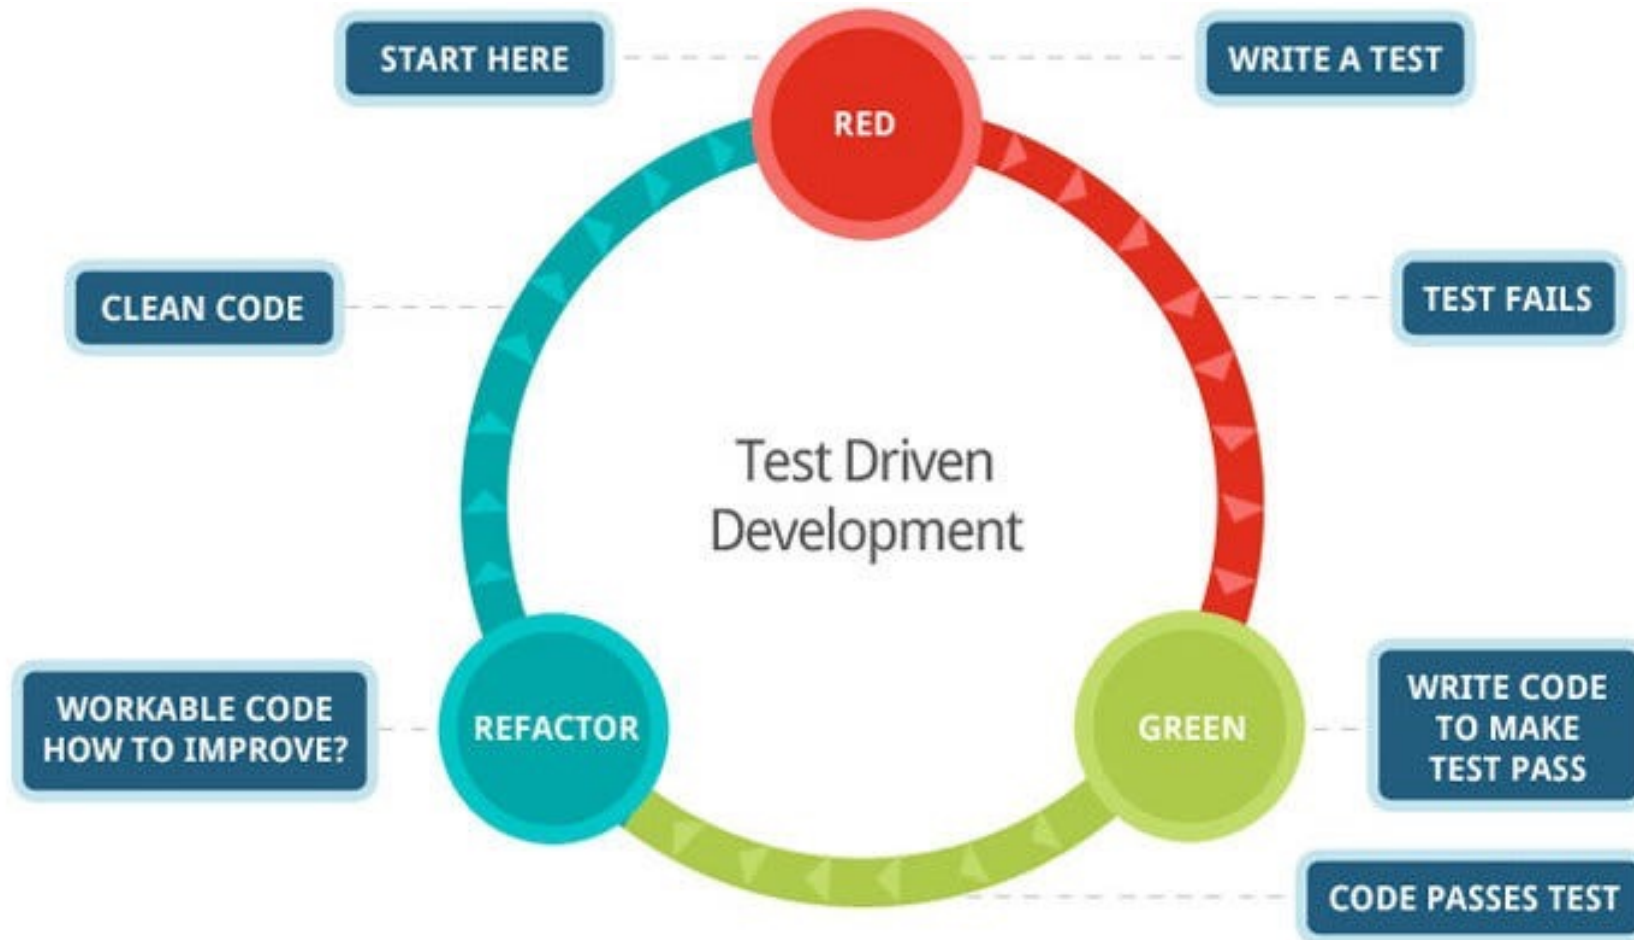 START HERE
WRITE A TEST
RED
CLEAN CODE
TEST FAILS
Test Driven
Development
WORKABLE CODE
HOW TO IMPROVE?
REFACTOR
GREEN
WRITE CODE
TO MAKE
TEST PASS
CODE PASSES TEST